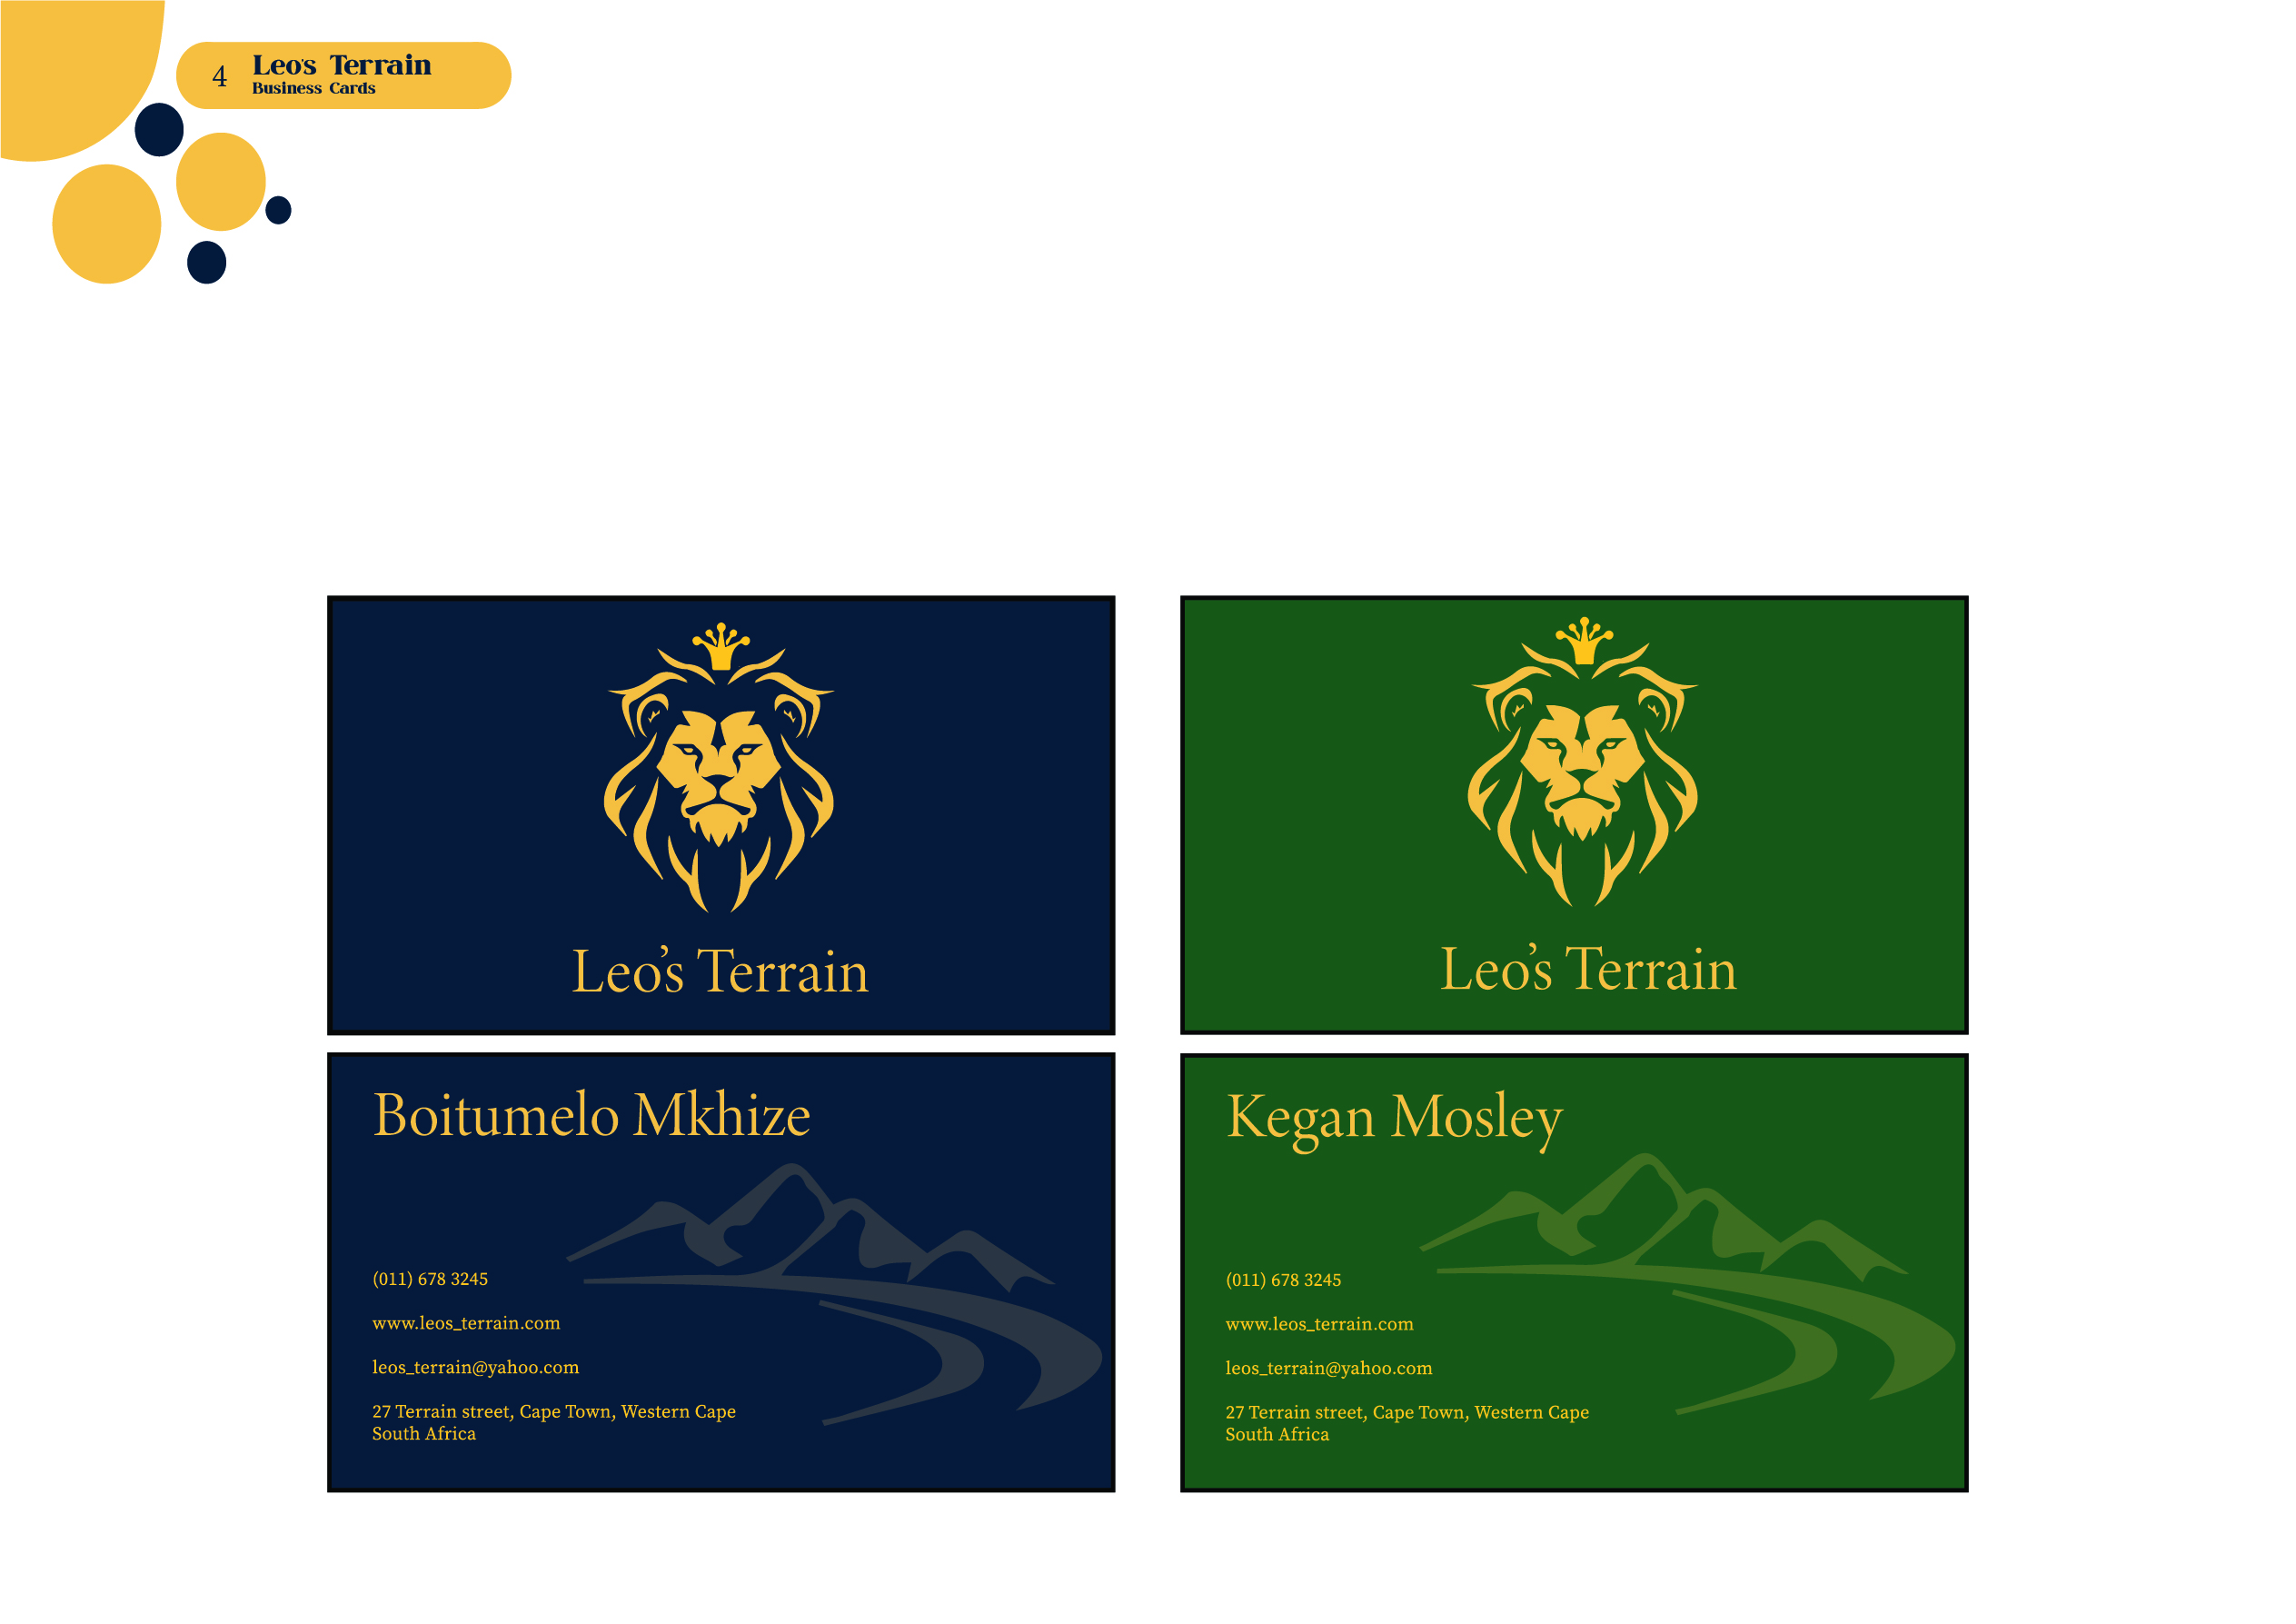 4
Leo's Terrain
Business Cards
Leo's Terrain
Boitumelo Mkhize
(011) 678 3245
www.leos_terrain.com
leos_terrain@yahoo.com
27 Terrain street, Cape Town, Western Cape
South Africa
Leo's Terrain
Kegan Mosley
(011) 678 3245
www.leos_terrain.com
leos_terrain@yahoo.com
27 Terrain street, Cape Town, Western Cape
South Africa